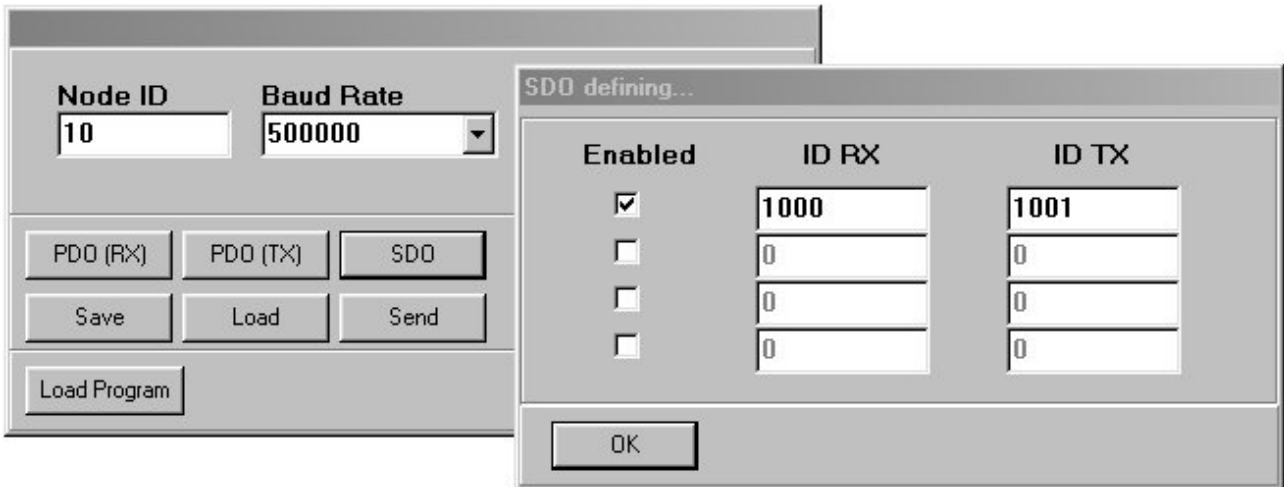 Node ID
Baud Rate
10
500000
PDO (RX)
PDO (TX)
SDO
Save
Load
Send
Load Program
SDO defining...
Enabled ID RX ID TX
1000 1001
0 0
0 0
0 0
OK